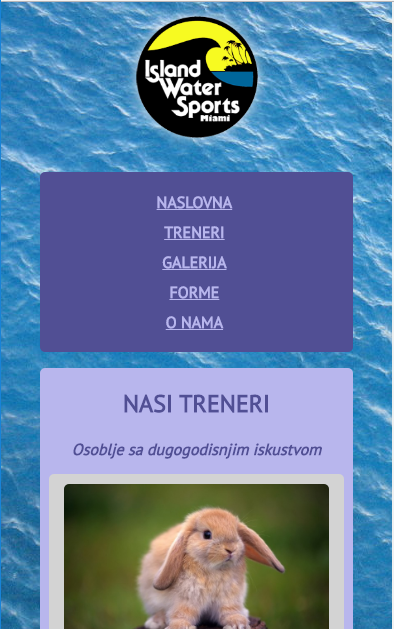 Island
Water
Sports
Miami
NASLOVNA
TRENERI
GALERIJA
FORME
O NAMA
NASI TRENERI
Osoblje sa dugogodisnjim iskustvom